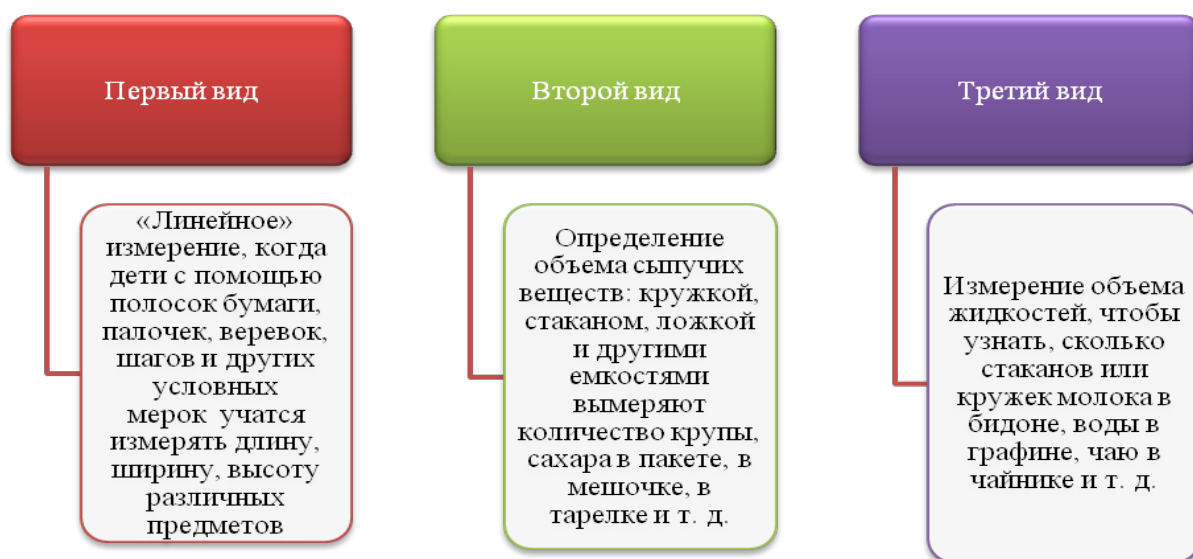 Первый вид
«Линейное»
измерение, когда
дети с помощью
полосок бумаги,
палочек, веревок,
шагов и других
условных
мерок учатся
измерять длину,
ширину, высоту
различных
предметов
Второй вид
Определение
объема сыпучих
веществ: кружкой,
стаканом, ложкой
и другими
емкостями
вымеряют
количество крупы,
сахара в пакете, в
мешочке, в
тарелке и т. д.
Третий вид
Измерение объема
жидкостей, чтобы
узнать, сколько
стаканов или
кружек молока в
бидоне, воды в
графине, чаю в
чайнике и т. д.